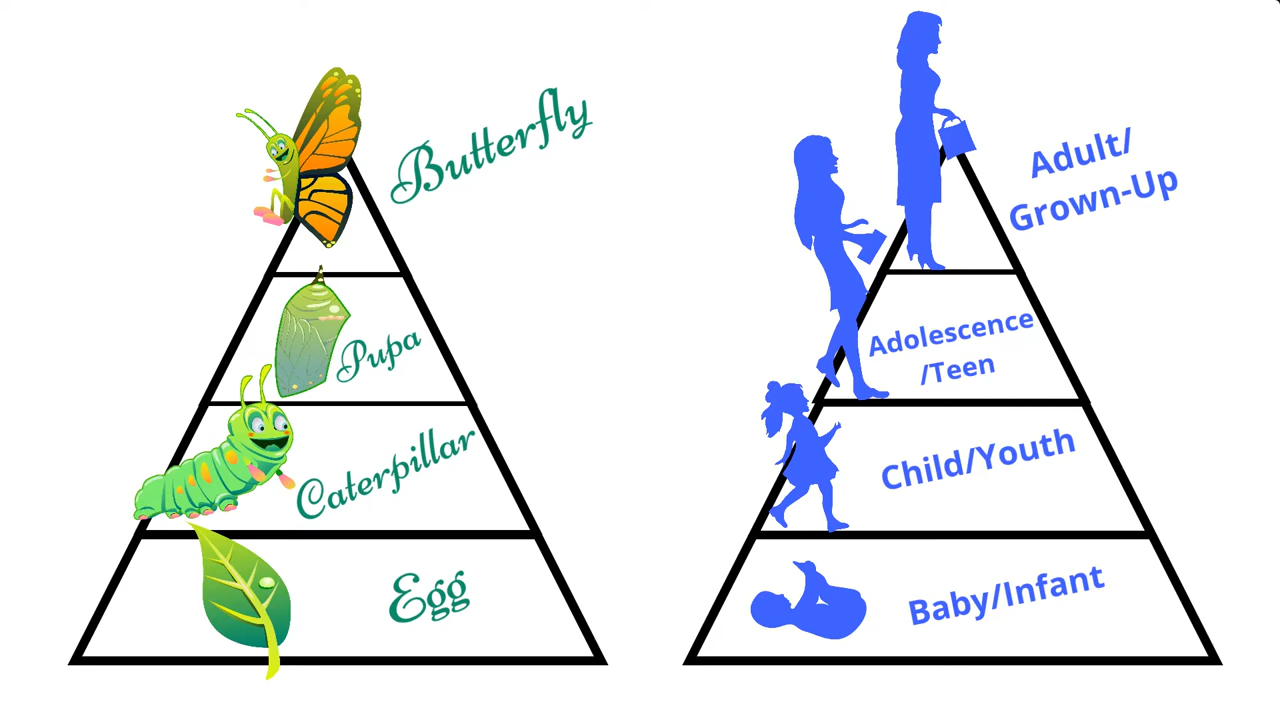 Butterfly
Pupa
Caterpillar
Egg
Adult/
Grown-Up
Adolescence
/Teen
Child/Youth
Baby/Infant